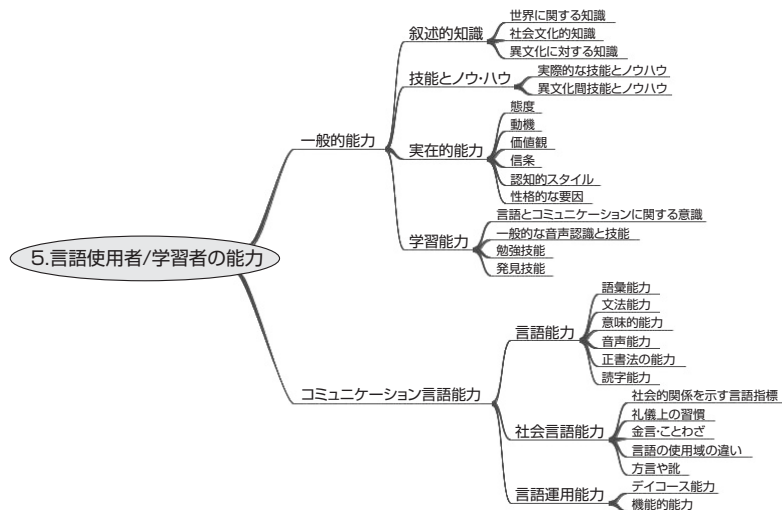 5.言語使用者/学習者の能力
一般的能力
叙述的知識
世界に関する知識
社会文化的知識
異文化に対する知識
技能とノウ・ハウ
実際的な技能とノウハウ
異文化間技能とノウハウ
実在的能力
態度
動機
価値観
信条
認知的スタイル
性格的な要因
学習能力
言語とコミュニケーションに関する意識
一般的な音声認識と技能
勉強技能
発見技能
コミュニケーション言語能力
言語能力
語彙能力
文法能力
意味的能力
音声能力
正書法の能力
読字能力
社会言語能力
社会的関係を示す言語指標
礼儀上の習慣
金言・ことわざ
言語の使用域の違い
方言や訛
言語運用能力
デイコース能力
機能的能力